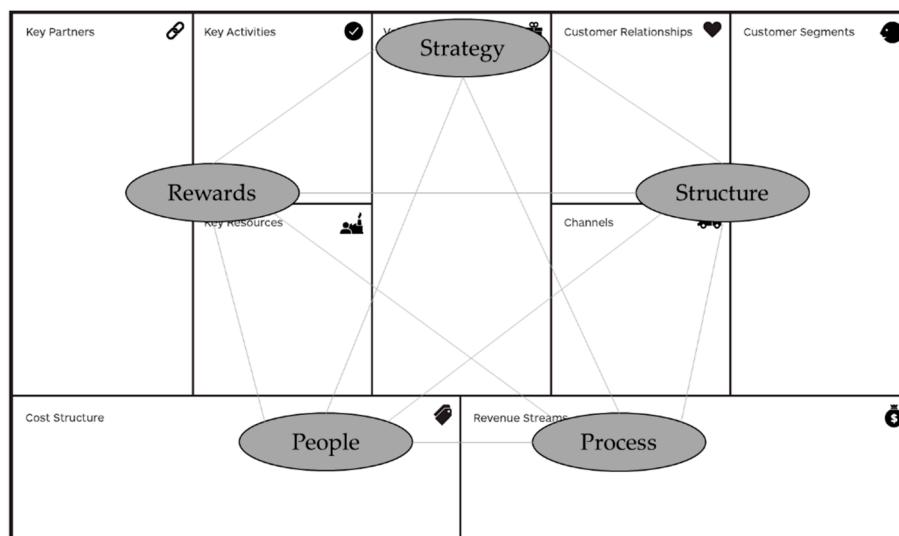 Key Partners
Key Activities
Strategy
Customer Relationships
Customer Segments
Rewards
Structure
Key Resources
Channels
Cost Structure
Revenue Streams
People
Process